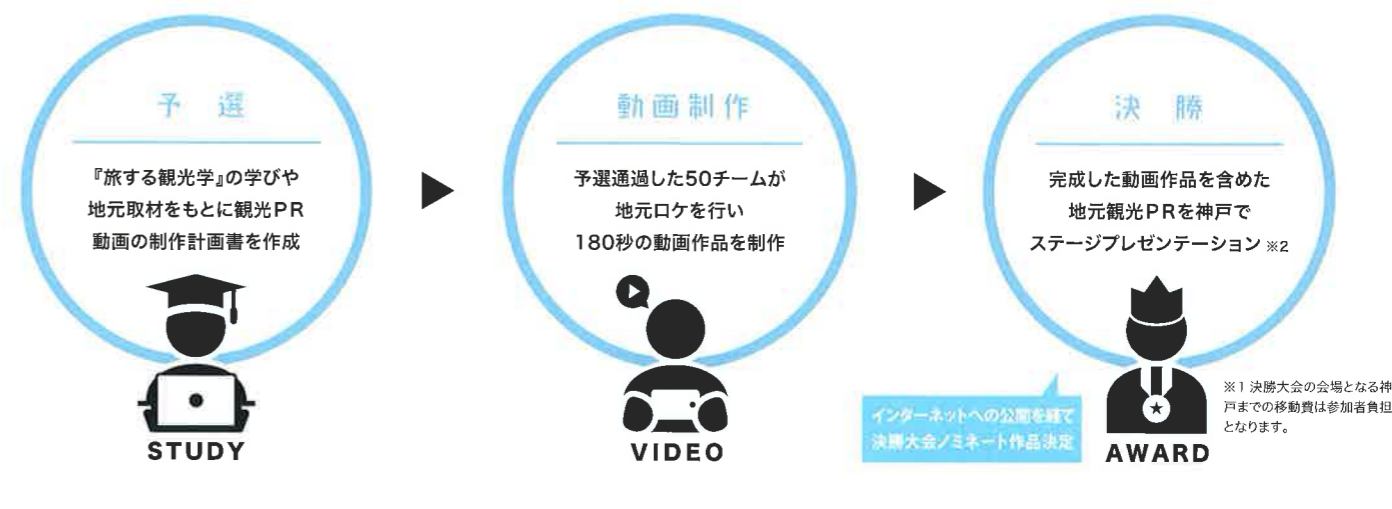 予選
『旅する観光学』の学びや
地元取材をもとに観光PR
動画の制作計画書を作成
STUDY
動画制作
予選通過した50チームが
地元ロケを行い
180秒の動画作品を制作
VIDEO
決勝
完成した動画作品を含めた
地元観光PRを神戸で
ステージプレゼンテーション ※2
インターネットへの公開を経て
決勝大会ノミネート作品決定
AWARD
※1 決勝大会の会場となる神
戸までの移動費は参加者負担
となります。